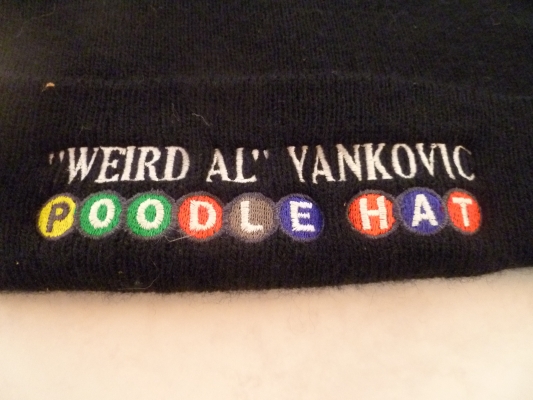 "WEIRD AL" YANKOVIC
POODLE HAT